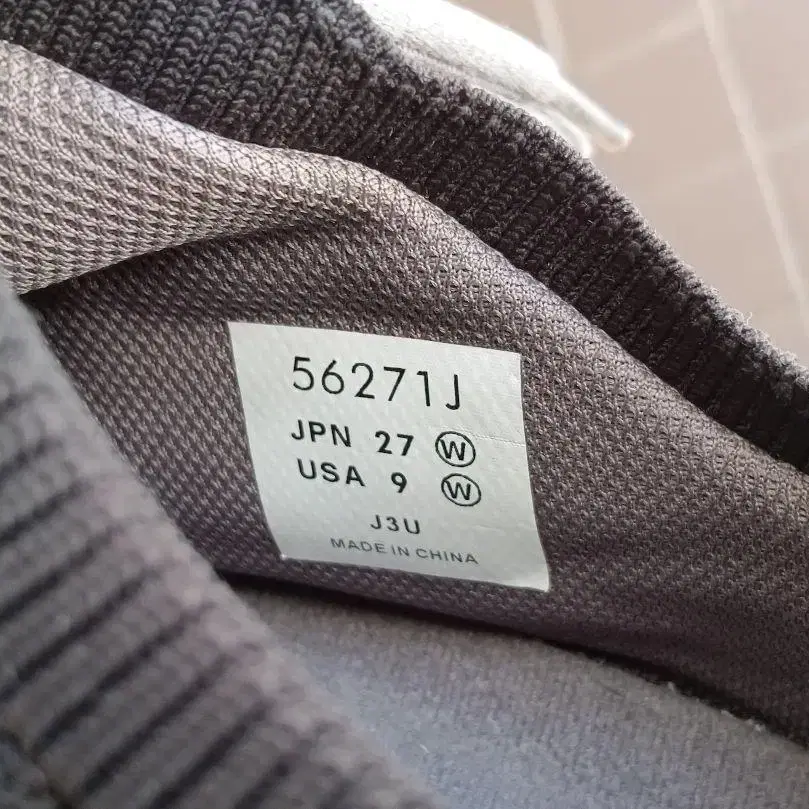 56271J
JPN 27 Ⓦ
USA 9 Ⓦ
J3U
MADE IN CHINA